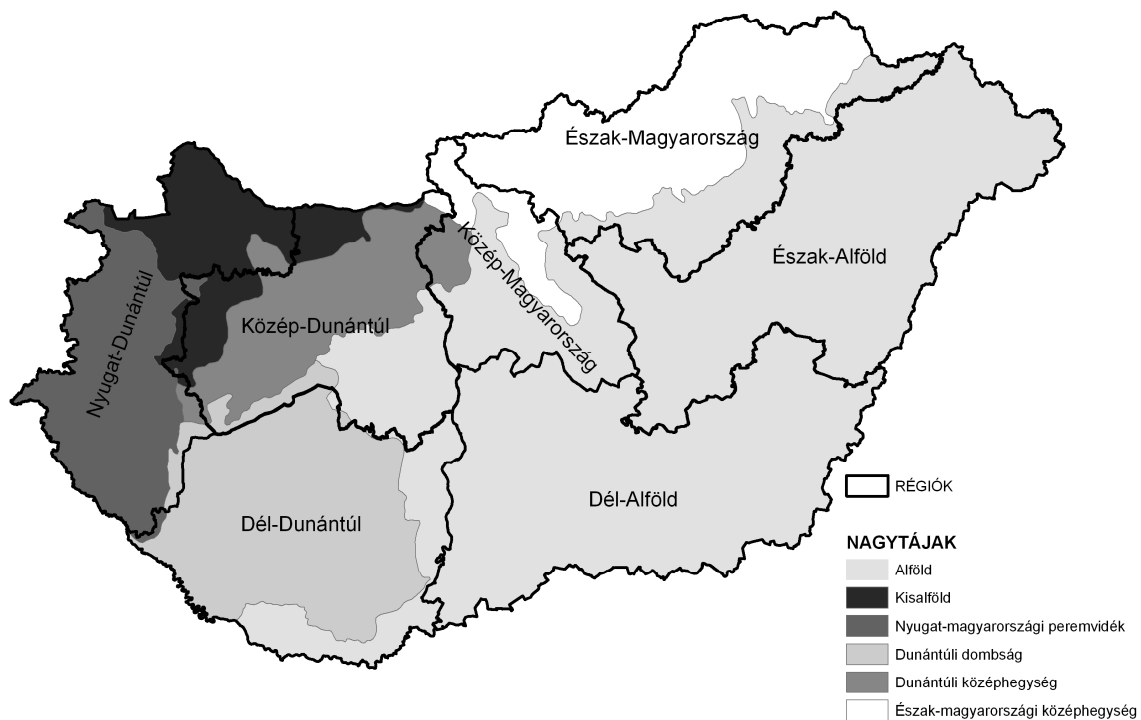 Észak-Magyarország
Közép-Magyarország
Észak-Alföld
Nyugat-Dunántúl
Közép-Dunántúl
Dél-Dunántúl
Dél-Alföld
RÉGIÓK
NAGYTÁJAK
Alföld
Kisalföld
Nyugat-magyarországi peremvidék
Dunántúli dombság
Dunántúli középhegység
Észak-magyarországi középhegység